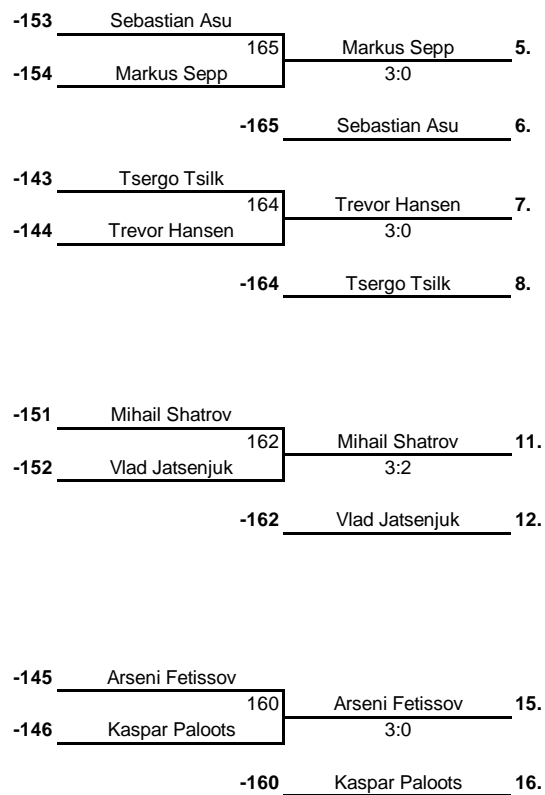 -153 Sebastian Asu
165 Markus Sepp 5.
-154 Markus Sepp 3:0
-165 Sebastian Asu 6.
-143 Tsergo Tsilk
164 Trevor Hansen 7.
-144 Trevor Hansen 3:0
-164 Tsergo Tsilk 8.
-151 Mihail Shatrov
162 Mihail Shatrov 11.
-152 Vlad Jatsenjuk 3:2
-162 Vlad Jatsenjuk 12.
-145 Arseni Fetissov
160 Arseni Fetissov 15.
-146 Kaspar Paloots 3:0
-160 Kaspar Paloots 16.